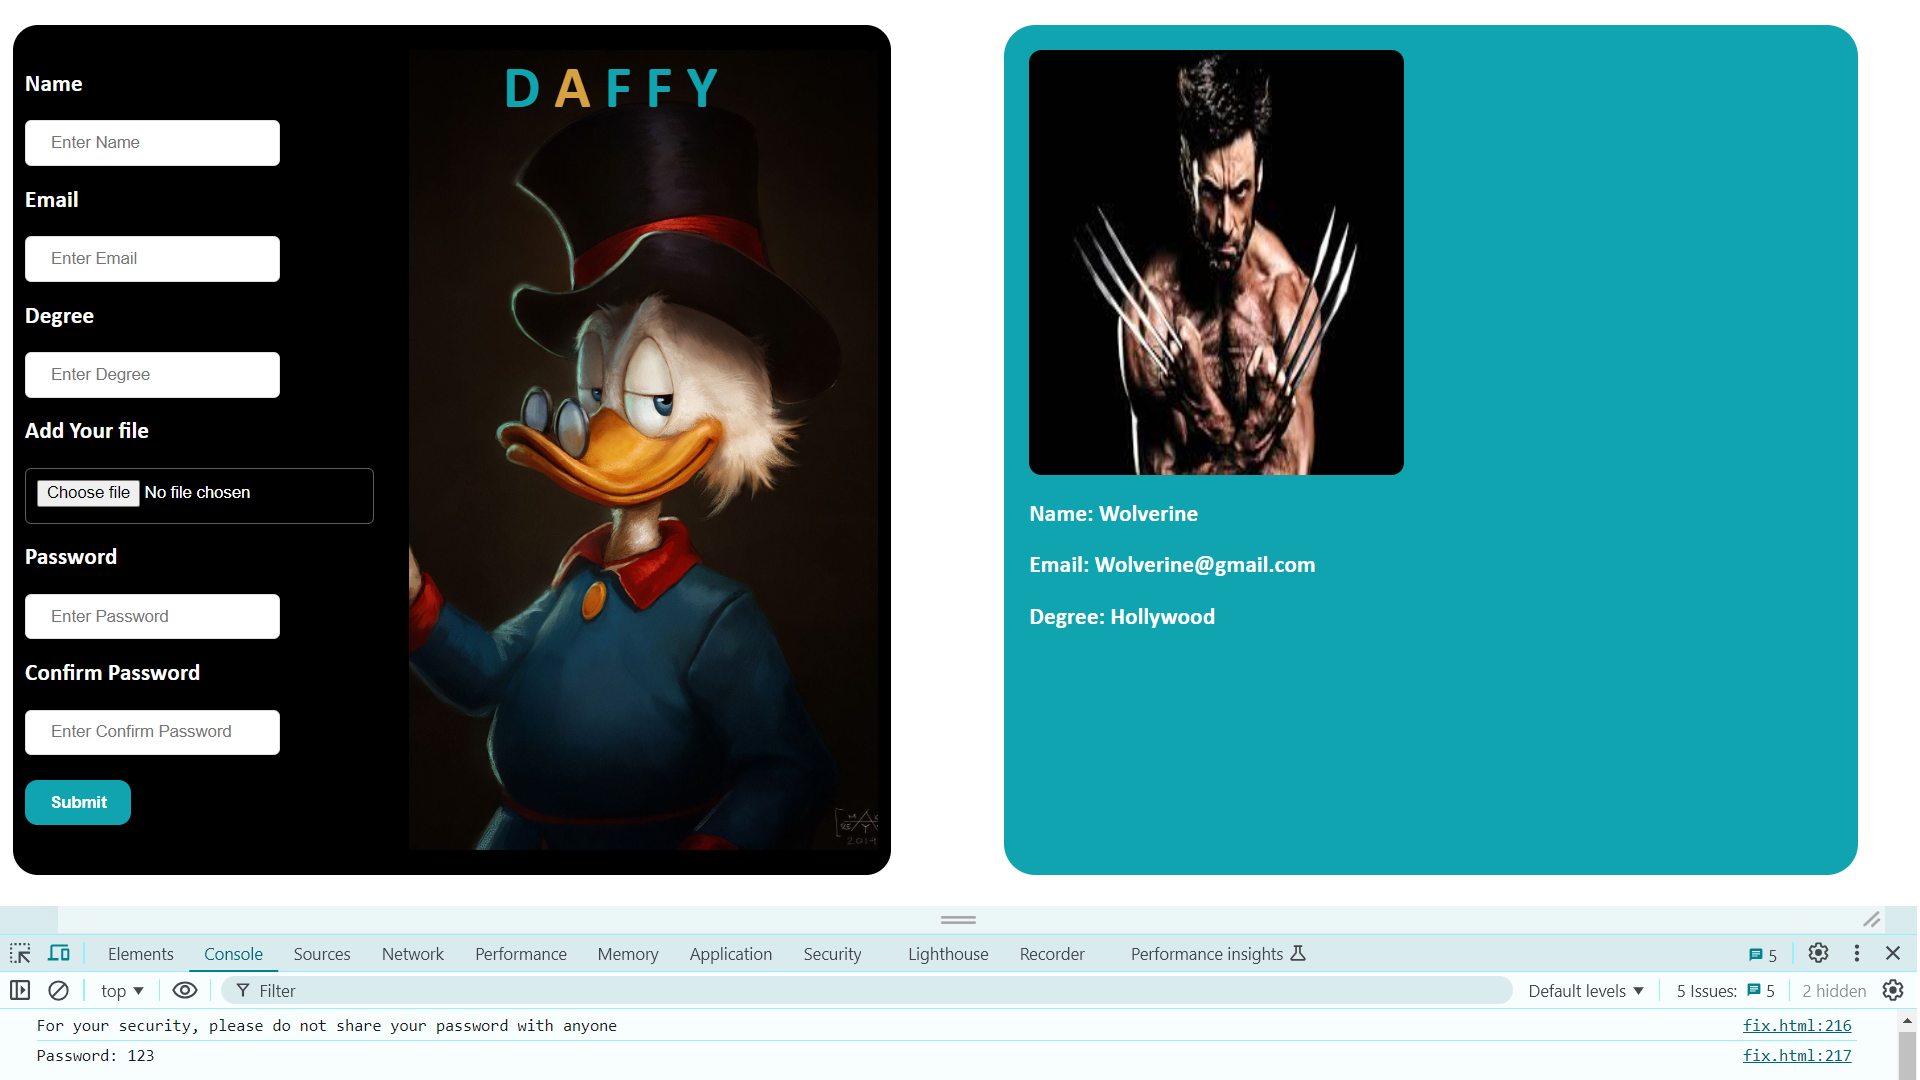 Name
Enter Name
Email
Enter Email
Degree
Enter Degree
Add Your file
Choose file No file chosen
Password
Enter Password
Confirm Password
Enter Confirm Password
Submit
D A F F Y
2019
Name: Wolverine
Email: Wolverine@gmail.com
Degree: Hollywood
Elements Console Sources Network Performance Memory Application Security Lighthouse Recorder Performance insights 5
top Filter Default levels 5 Issues: 5 2 hidden
For your security, please do not share your password with anyone fix.html:216
Password: 123 fix.html:217